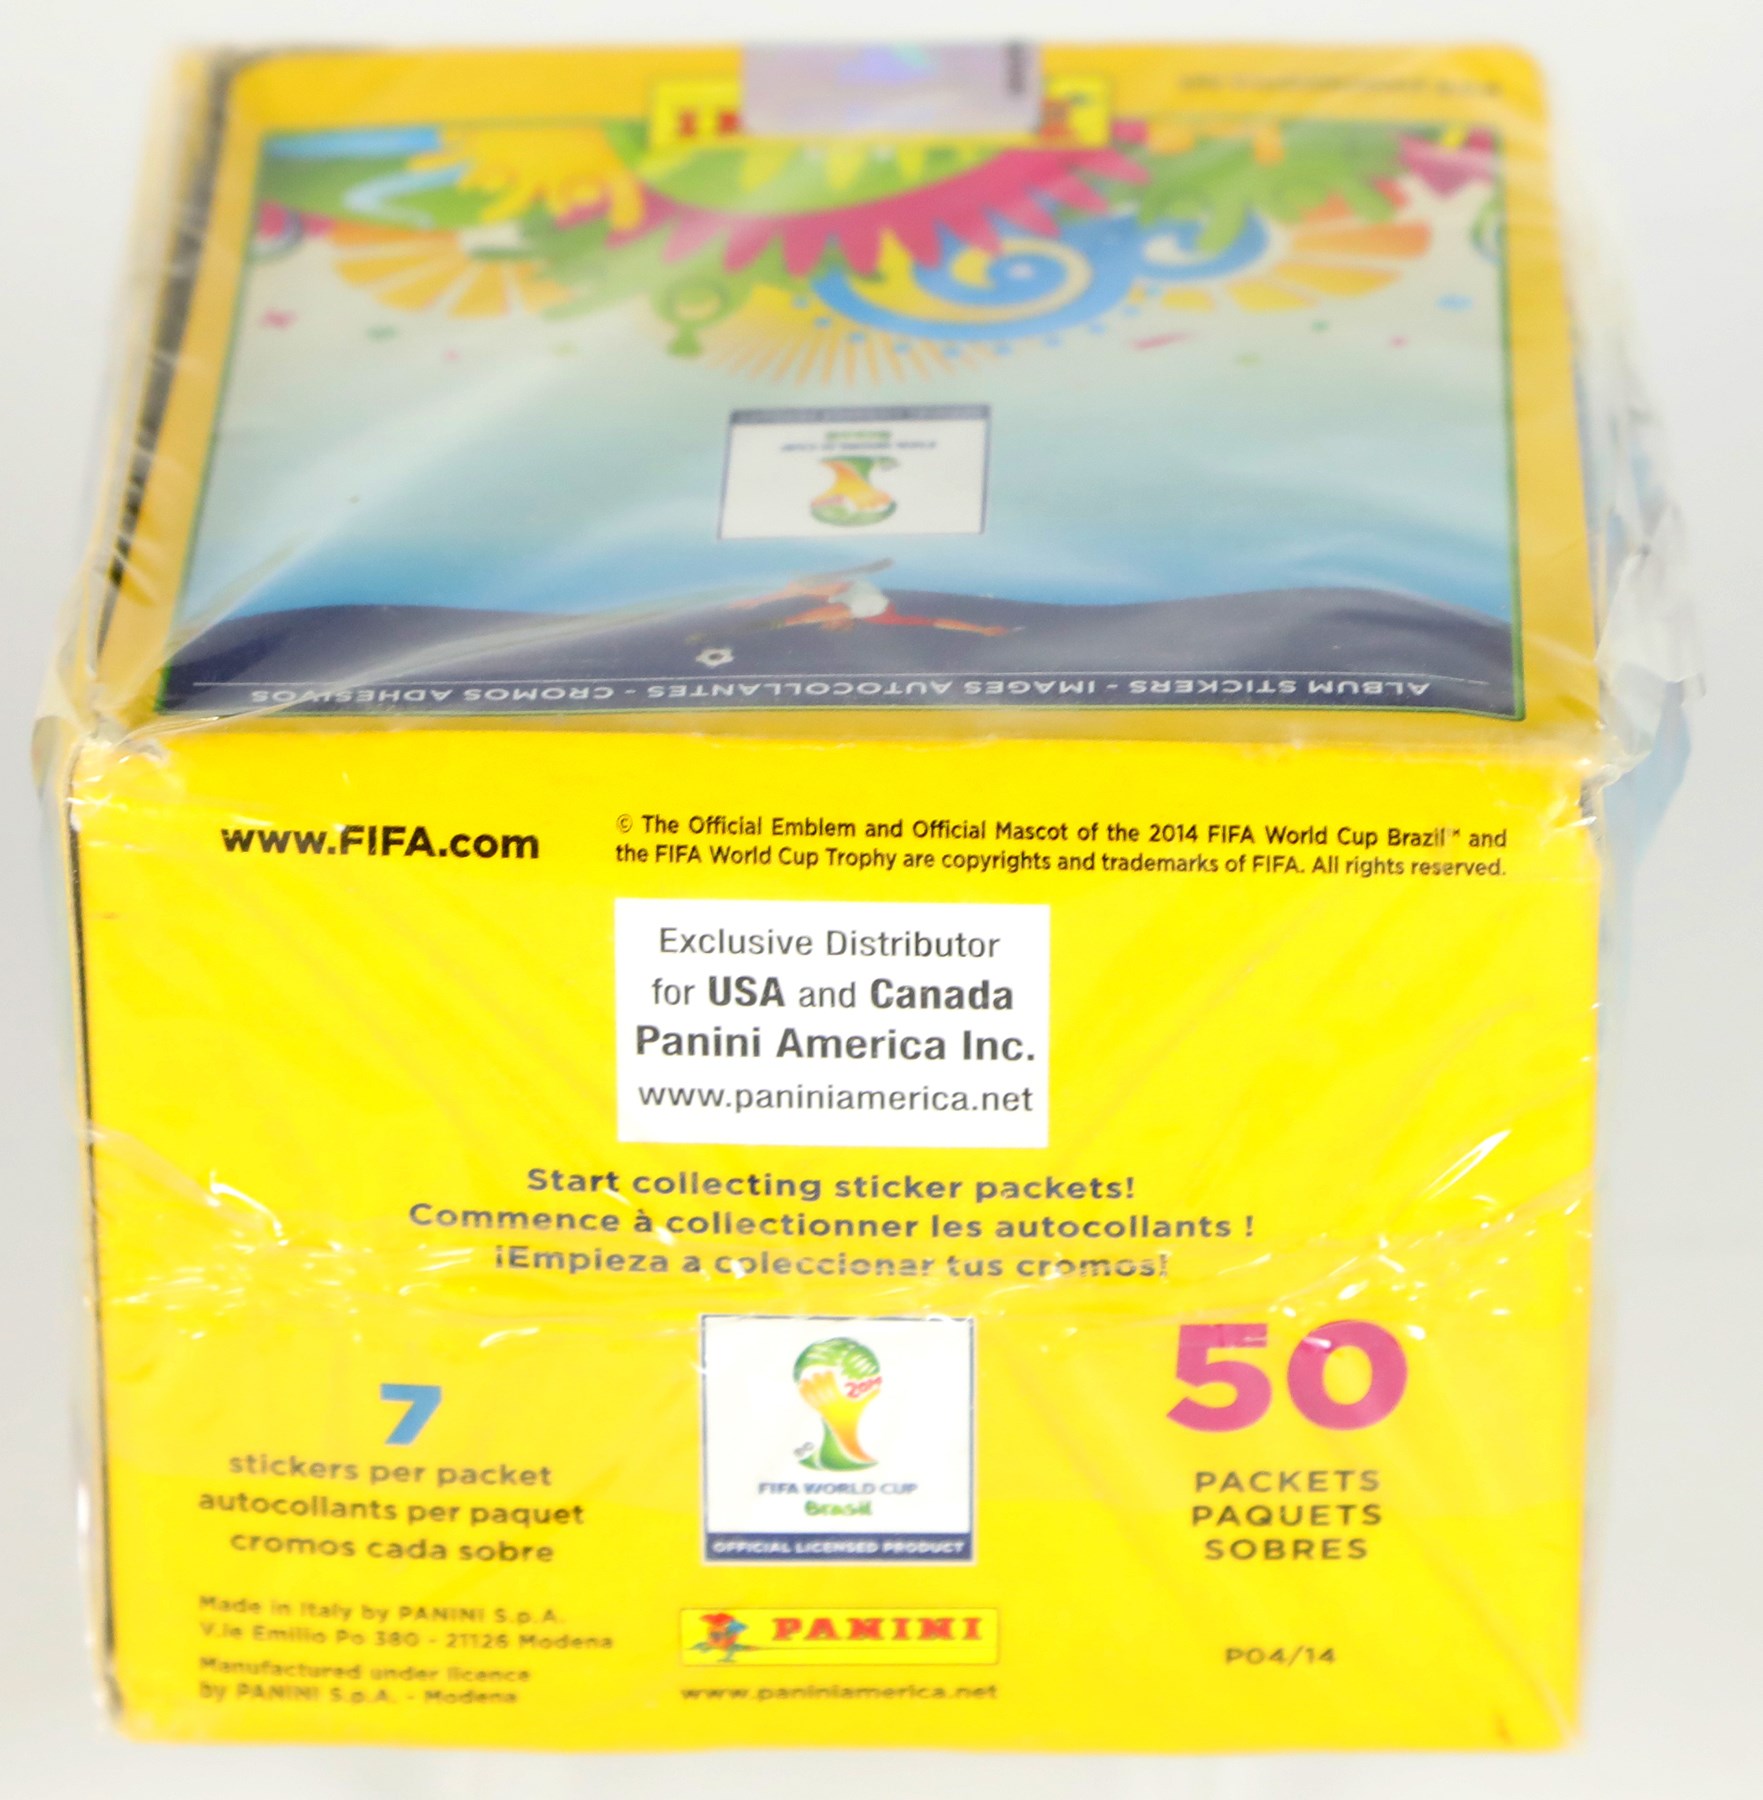 ALBUM STICKERS - IMAGES AUTOCOLLANTES - CROMOS ADHESIVOS
www.FIFA.com
© The Official Emblem and Official Mascot of the 2014 FIFA World Cup Brazil™ and
the FIFA World Cup Trophy are copyrights and trademarks of FIFA. All rights reserved.
Exclusive Distributor
for USA and Canada
Panini America Inc.
www.paniniamerica.net
Start collecting sticker packets!
Commence à collectionner les autocollants !
¡Empieza a coleccionar tus cromos!
7
stickers per packet
autocollants per paquet
cromos cada sobre
2014
FIFA WORLD CUP
Brasil
OFFICIAL LICENSED PRODUCT
50
PACKETS
PAQUETS
SOBRES
Made in Italy by PANINI S.p.A.
V.le Emilio Po 380 - 21126 Modena
Manufactured under licence
by PANINI S.p.A. - Modena
PANINI
www.paniniamerica.net
P04/14